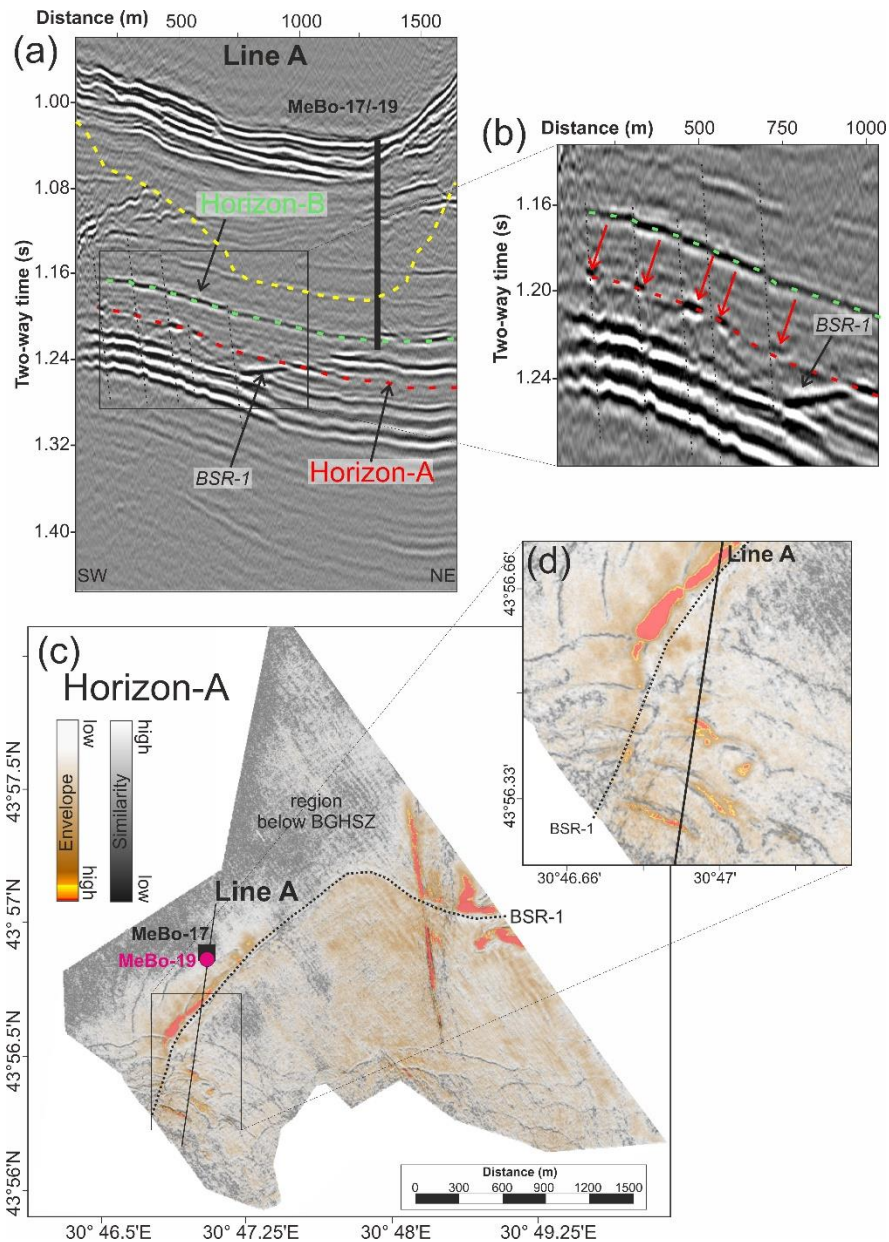 Distance (m) 500 1000 1500
(a)
Line A
MeBo-17/-19
1.00
1.08
1.16
1.24
1.32
1.40
Two-way time (s)
Horizon-B
BSR-1
Horizon-A
SW
NE
(b)
Distance (m) 500 750 1000
1.16
1.20
1.24
Two-way time (s)
BSR-1
(d)
Line A
43°56.66'
43°56.33'
BSR-1
30°46.66'
30°47'
(c)
Horizon-A
low
Envelope
high
high
Similarity
low
region
below BGHSZ
Line A
MeBo-17
MeBo-19
BSR-1
43°57.5'N
43° 57'N
43°56.5'N
43°56'N
Distance (m)
0 300 600 900 1200 1500
30° 46.5'E
30° 47.25'E
30° 48'E
30° 49.25'E